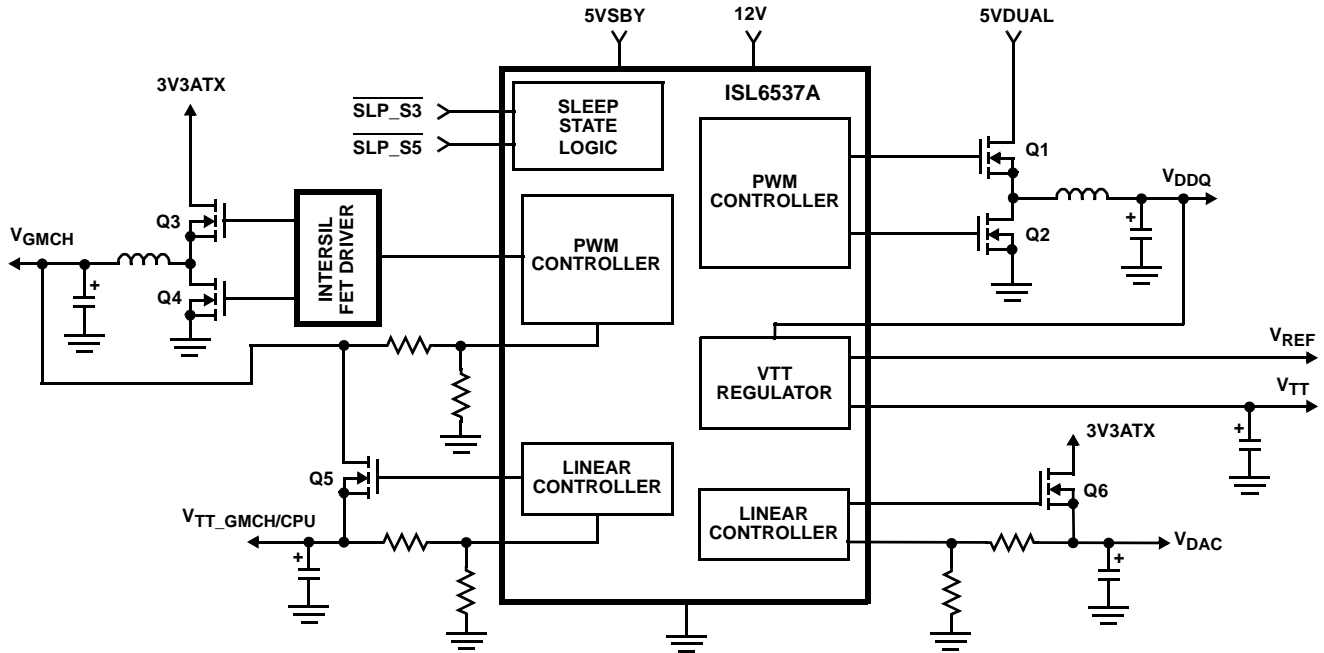 5VSBY
12V
5VDUAL
3V3ATX
SLP_S3
SLP_S5
SLEEP
STATE
LOGIC
ISL6537A
Q1
PWM
CONTROLLER
VDDQ
Q2
+
Q3
VGMCH
INTERSIL
FET DRIVER
PWM
CONTROLLER
Q4
+
VREF
VTT
REGULATOR
VTT
+
3V3ATX
Q5
LINEAR
CONTROLLER
Q6
LINEAR
CONTROLLER
VTT_GMCH/CPU
+
VDAC
+